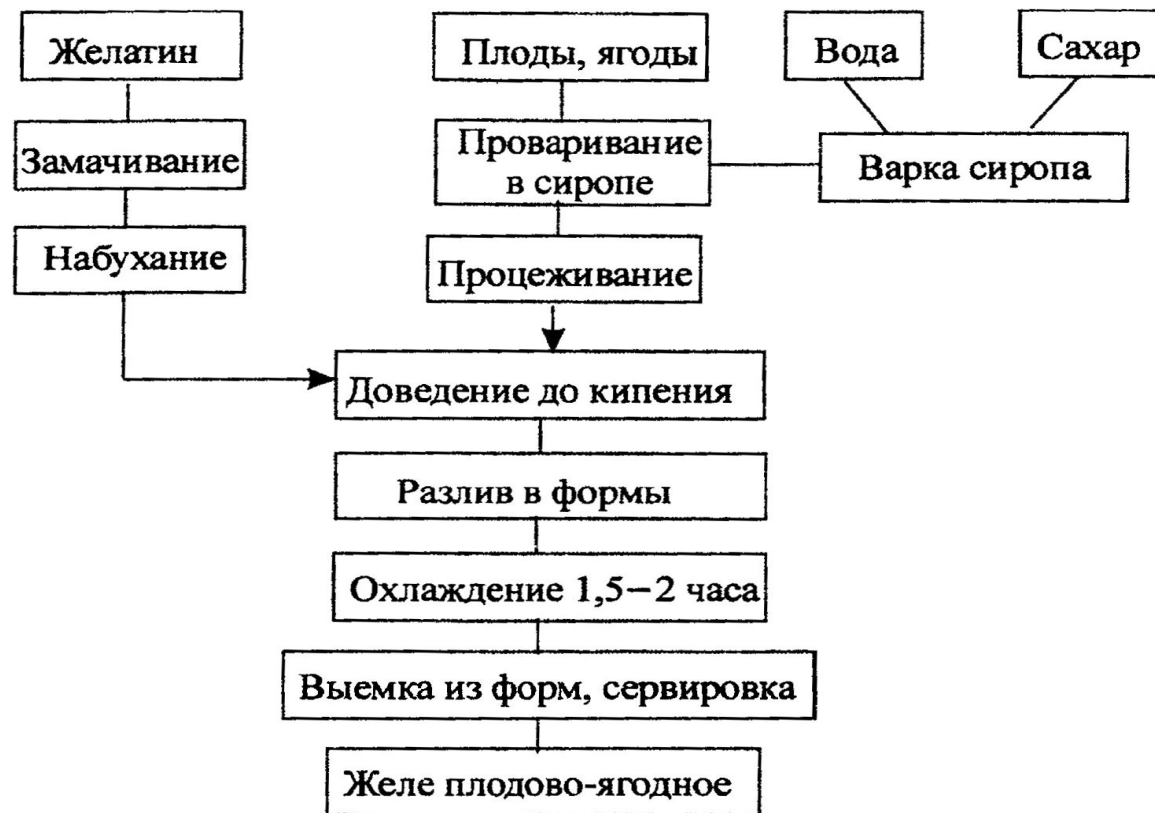 Желатин
Плоды, ягоды
Вода
Сахар
Замачивание
Проваривание
в сиропе
Варка сиропа
Набухание
Процеживание
Доведение до кипения
Разлив в формы
Охлаждение 1,5–2 часа
Выемка из форм, сервировка
Желе плодово-ягодное